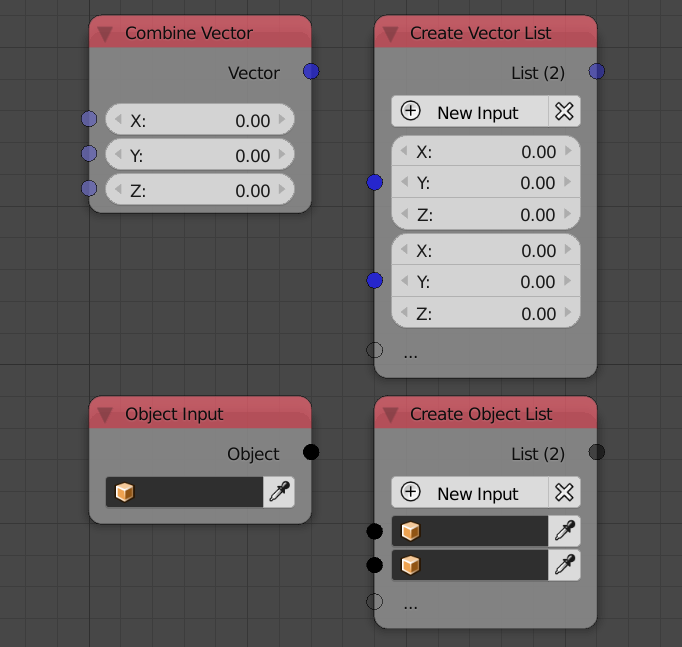 Combine Vector
Vector
X: 0.00
Y: 0.00
Z: 0.00
Create Vector List
List (2)
New Input
X: 0.00
Y: 0.00
Z: 0.00
X: 0.00
Y: 0.00
Z: 0.00
...
Object Input
Object
Create Object List
List (2)
New Input
...